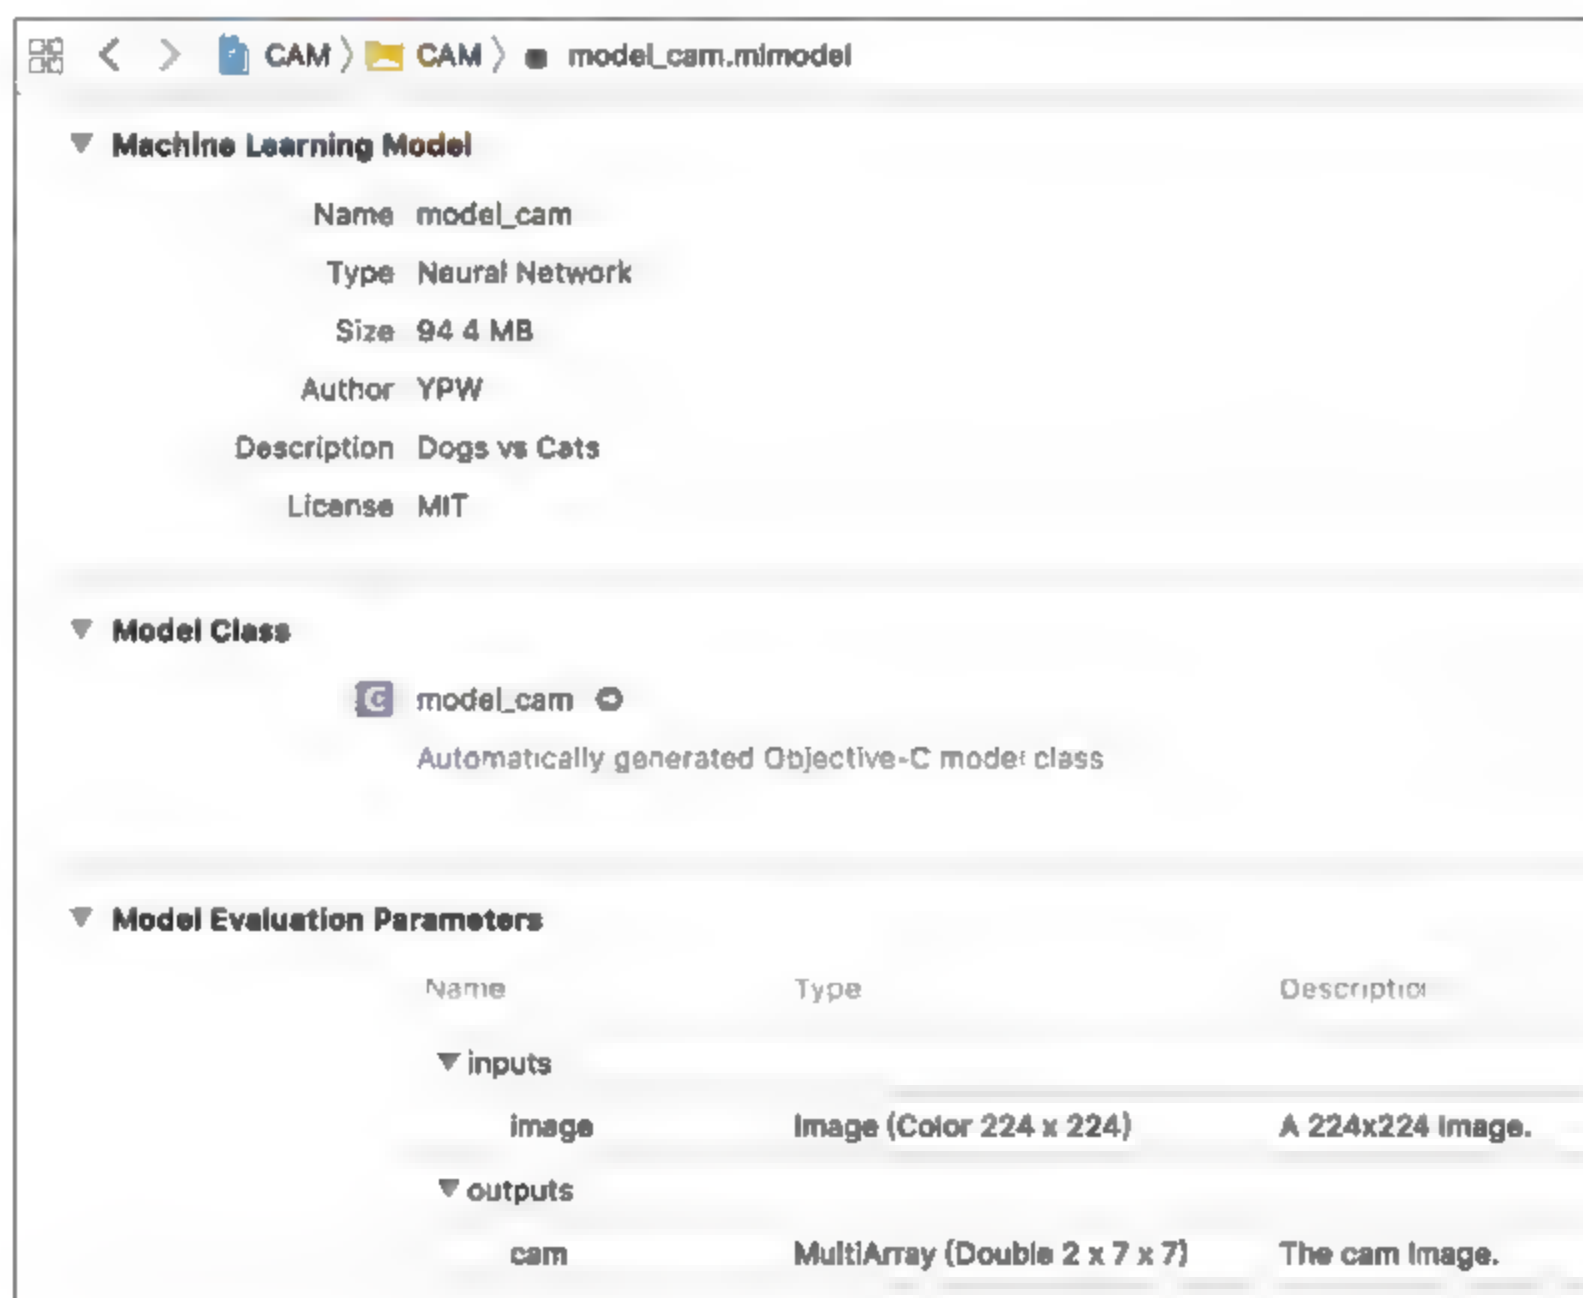 CAM 〉 CAM 〉 model_cam.mlmodel
Machine Learning Model
Name model_cam
Type Neural Network
Size 94 4 MB
Author YPW
Description Dogs vs Cats
License MIT
Model Class
C model_cam
Automatically generated Objective-C model class
Model Evaluation Parameters
Name Type Description
inputs
image Image (Color 224 x 224) A 224x224 Image.
outputs
cam MultiArray (Double 2 x 7 x 7) The cam Image.